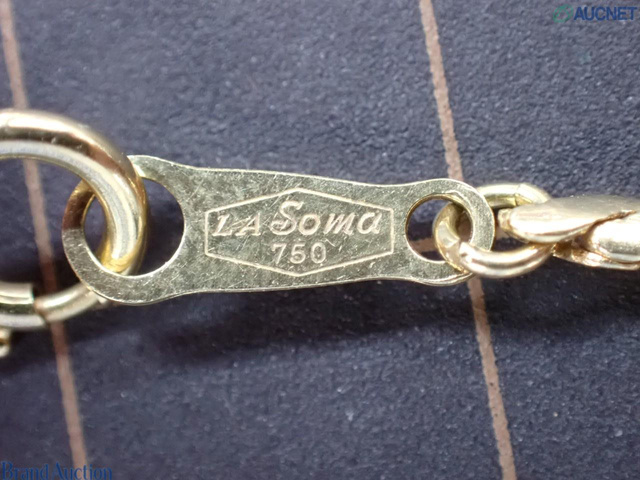 AUCNET
LA Soma
750
Brand Auction